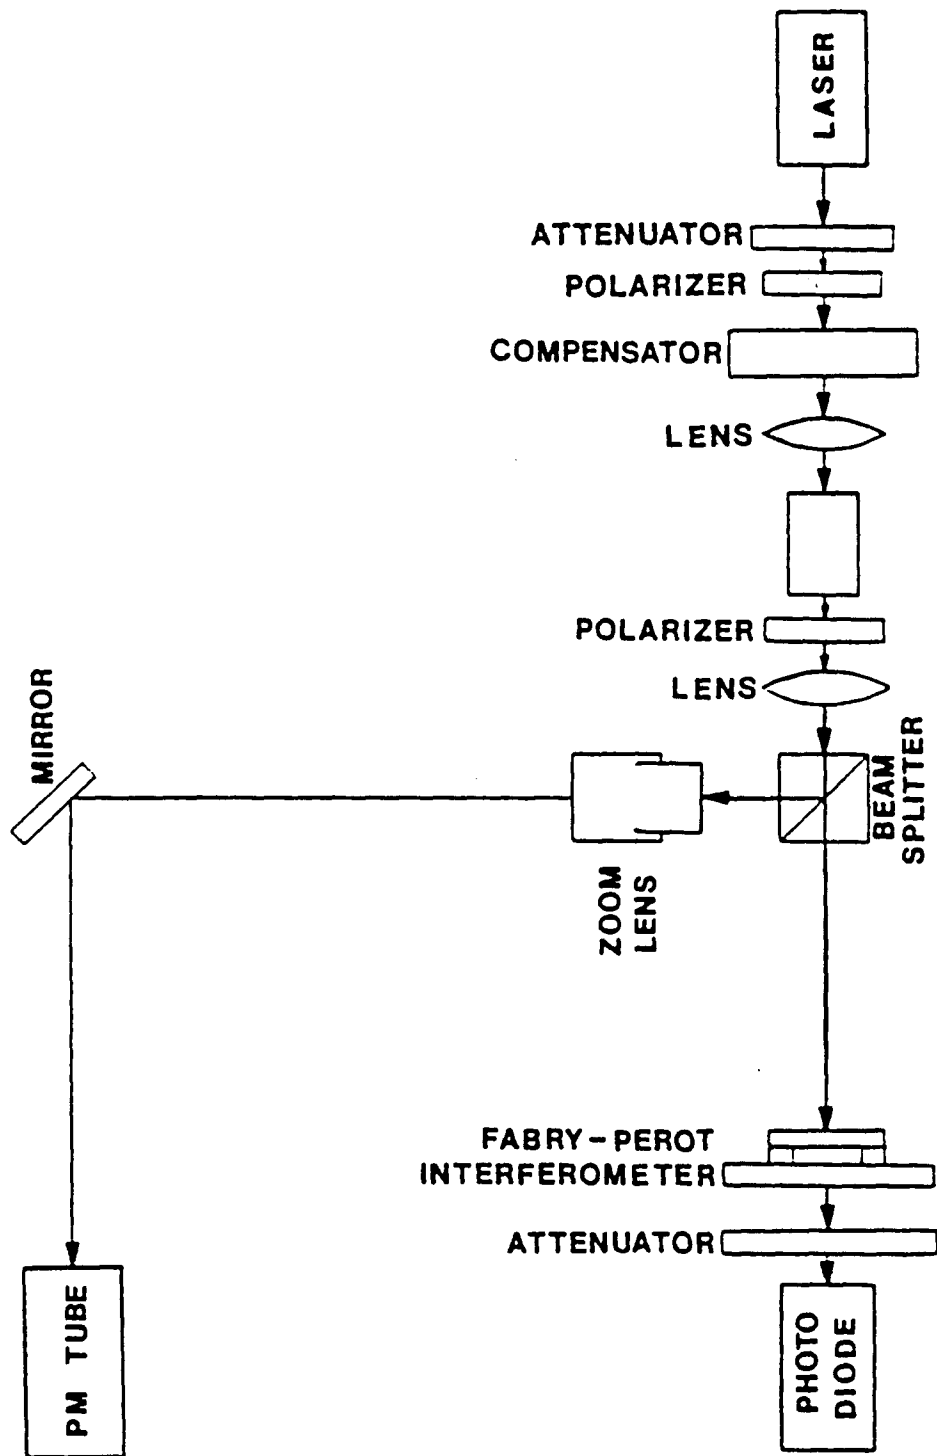 LASER
ATTENUATOR
POLARIZER
COMPENSATOR
LENS
POLARIZER
LENS
MIRROR
BEAM
SPLITTER
ZOOM
LENS
FABRY-PEROT
INTERFEROMETER
ATTENUATOR
PM TUBE
PHOTO
DIODE